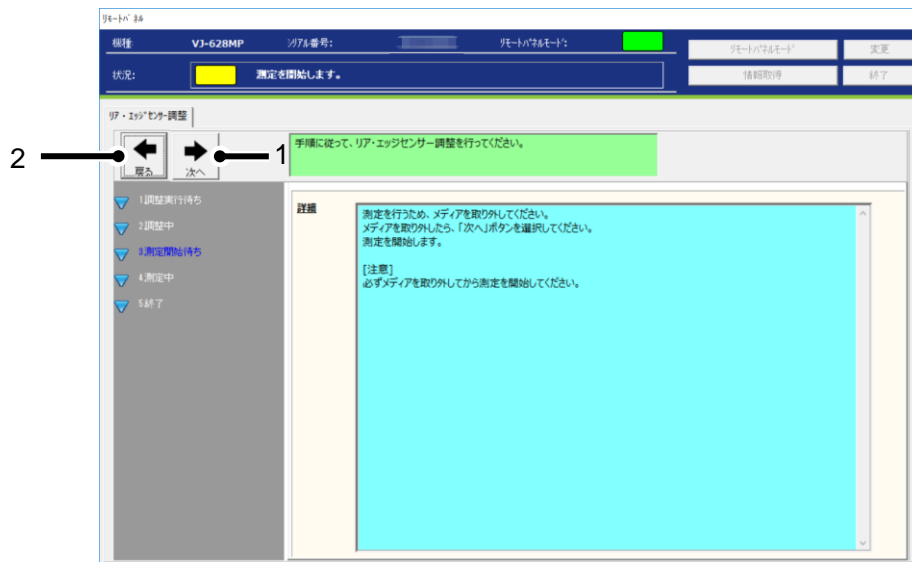 ﾘﾓｰﾄﾊﾟﾈﾙ
機種: VJ-628MP ｼﾘｱﾙ番号: ﾘﾓｰﾄﾊﾟﾈﾙﾓｰﾄﾞ:
ﾘﾓｰﾄﾊﾟﾈﾙﾓｰﾄﾞ 変更
状況: 測定を開始します。
情報取得 終了
ﾘｱ・ｴｯｼﾞｾﾝｻｰ調整
2
戻る
次へ
1
手順に従って、リア・エッジセンサー調整を行ってください。
1.調整実行待ち
2.調整中
3.測定開始待ち
4.測定中
5.終了
詳細
測定を行うため、メディアを取り外してください。
メディアを取り外したら、「次へ」ボタンを選択してください。
測定を開始します。
[注意]
必ずメディアを取り外してから測定を開始してください。